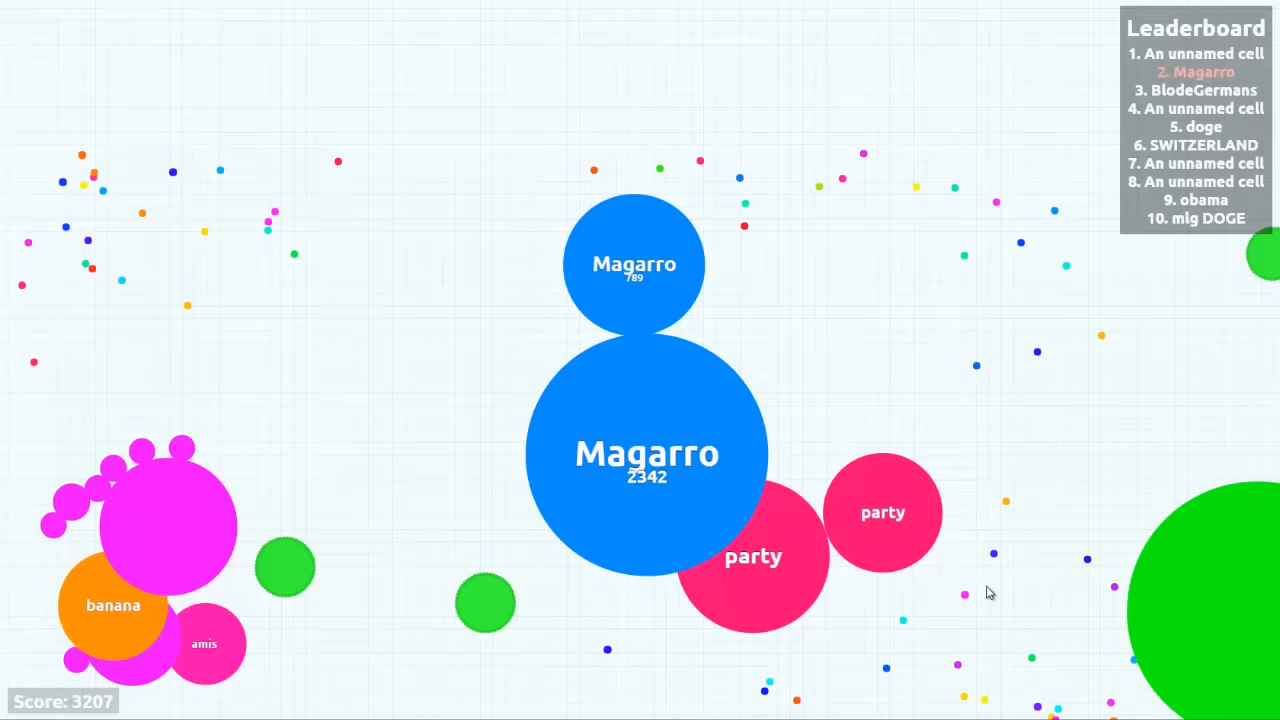 Leaderboard
1. An unnamed cell
2. Magarro
3. BlodeGermans
4. An unnamed cell
5. doge
6. SWITZERLAND
7. An unnamed cell
8. An unnamed cell
9. obama
10. mlg DOGE
Magarro
789
Magarro
2342
party
party
banana
amis
Score: 3207